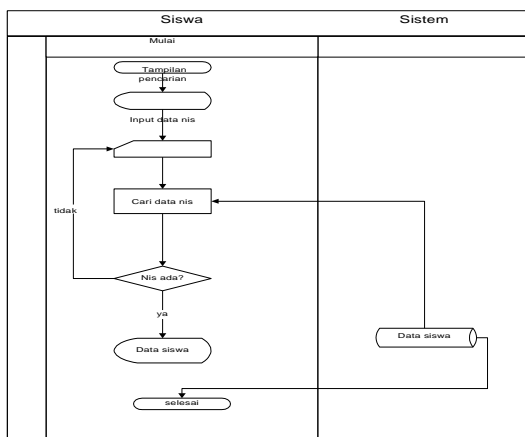 Siswa
Sistem
Mulai
Tampilan
pencarian
Input data nis
Cari data nis
tidak
Nis ada?
ya
Data siswa
Data siswa
selesai